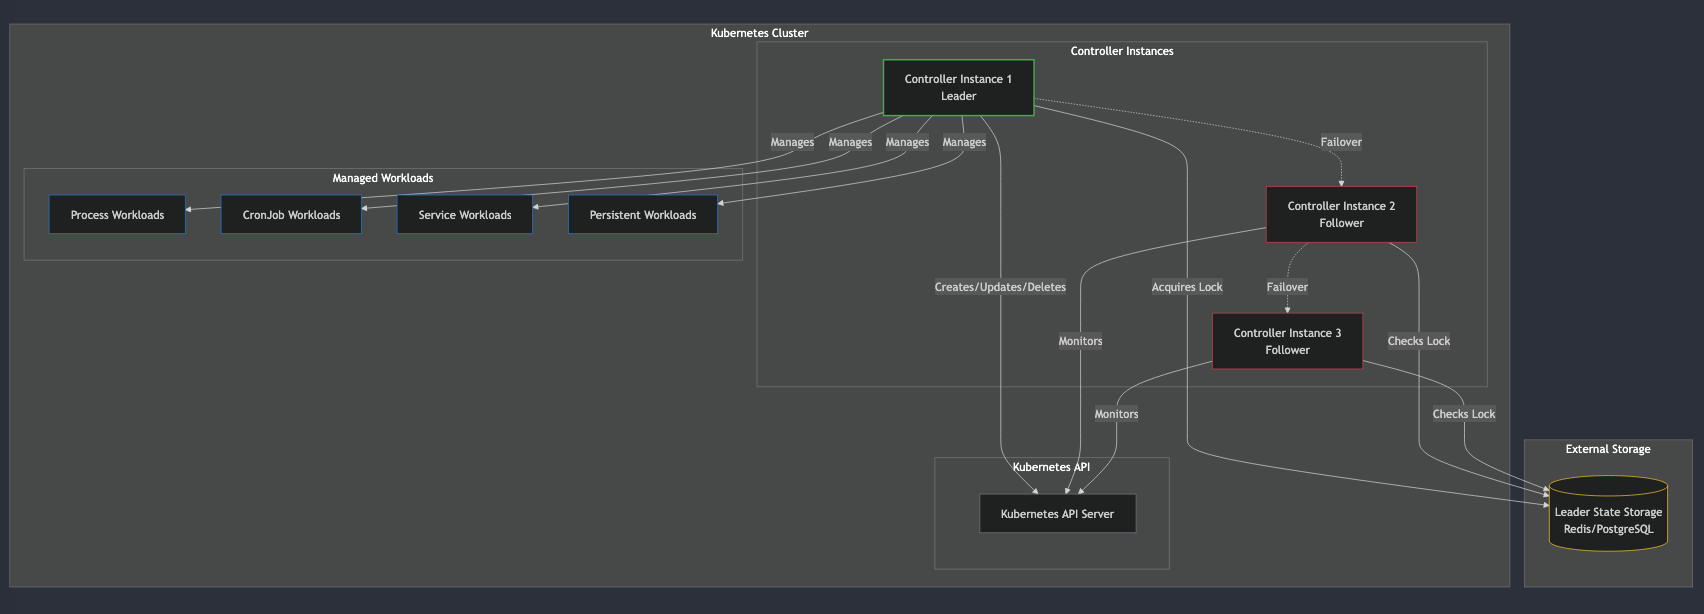 Kubernetes Cluster
Controller Instances
Controller Instance 1
Leader
Manages
Manages
Manages
Manages
Failover
Managed Workloads
Process Workloads
CronJob Workloads
Service Workloads
Persistent Workloads
Controller Instance 2
Follower
Creates/Updates/Deletes
Acquires Lock
Failover
Controller Instance 3
Follower
Monitors
Checks Lock
Monitors
Checks Lock
Kubernetes API
Kubernetes API Server
External Storage
Leader State Storage
Redis/PostgreSQL